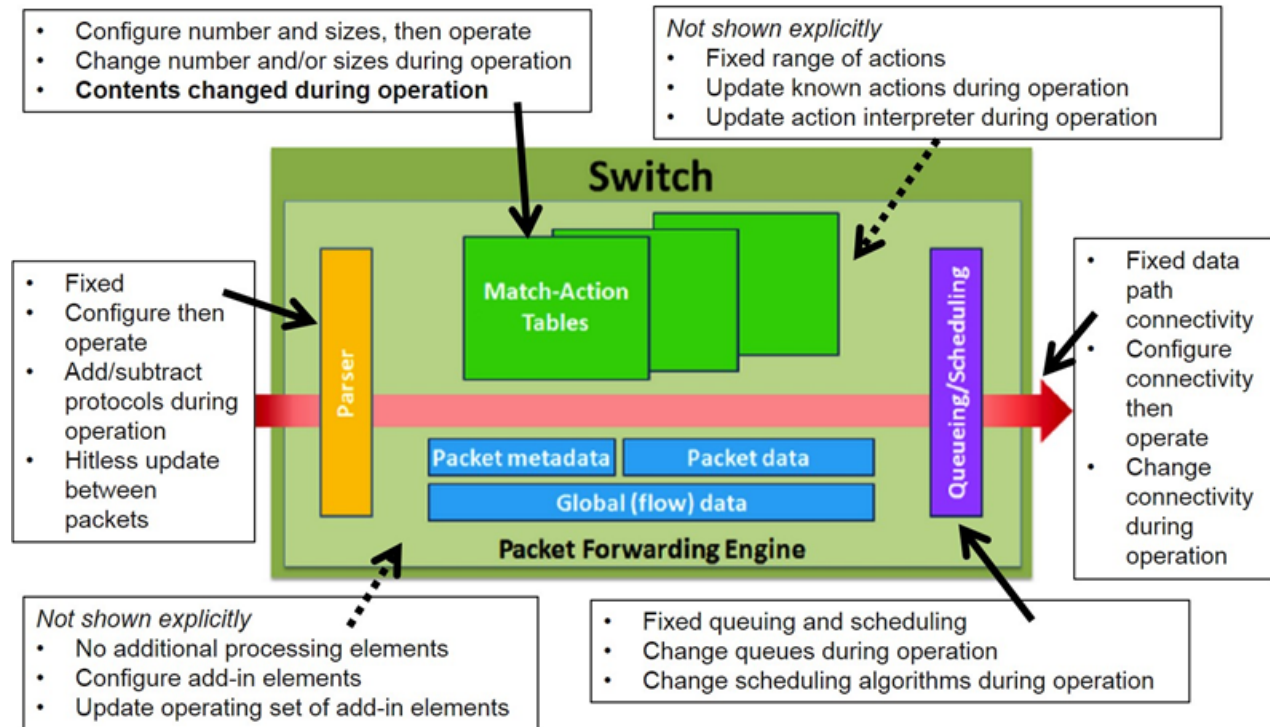 • Configure number and sizes, then operate
• Change number and/or sizes during operation
• Contents changed during operation
Not shown explicitly
• Fixed range of actions
• Update known actions during operation
• Update action interpreter during operation
Switch
• Fixed
• Configure then
operate
• Add/subtract
protocols during
operation
• Hitless update
between
packets
Parser
Match-Action
Tables
Packet metadata
Packet data
Global (flow) data
Packet Forwarding Engine
Queueing/Scheduling
• Fixed data
path
connectivity
• Configure
connectivity
then
operate
• Change
connectivity
during
operation
Not shown explicitly
• No additional processing elements
• Configure add-in elements
• Update operating set of add-in elements
• Fixed queuing and scheduling
• Change queues during operation
• Change scheduling algorithms during operation